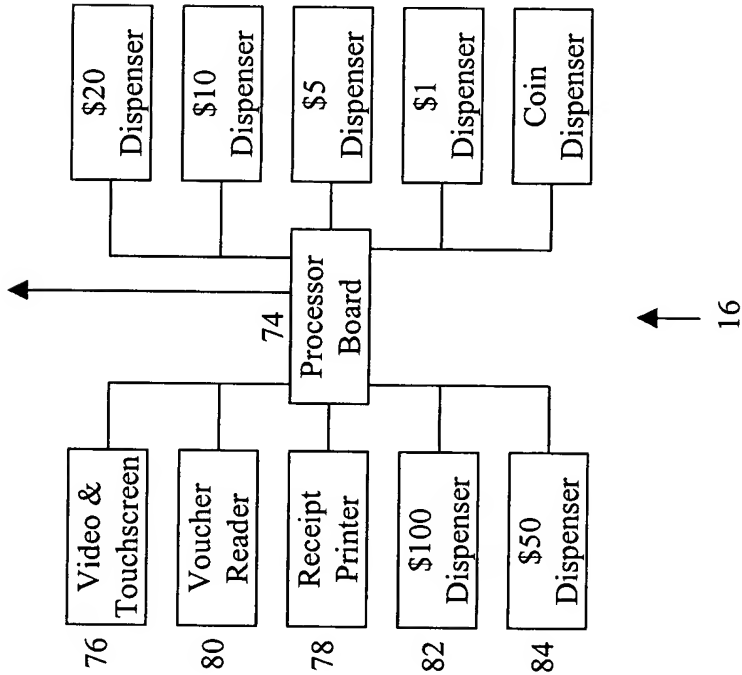 76
Video &
Touchscreen
80
Voucher
Reader
78
Receipt
Printer
82
$100
Dispenser
84
$50
Dispenser
74
Processor
Board
$20
Dispenser
$10
Dispenser
$5
Dispenser
$1
Dispenser
Coin
Dispenser
16